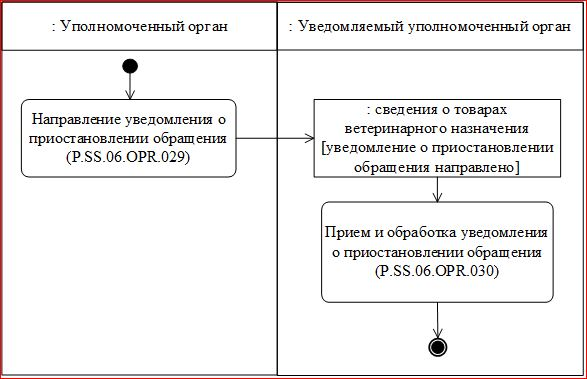 : Уполномоченный орган
: Уведомляемый уполномоченный орган
Направление уведомления о
приостановлении обращения
(P.SS.06.OPR.029)
: сведения о товарах
ветеринарного назначения
[уведомление о приостановлении
обращения направлено]
Прием и обработка уведомления
о приостановлении обращения
(P.SS.06.OPR.030)